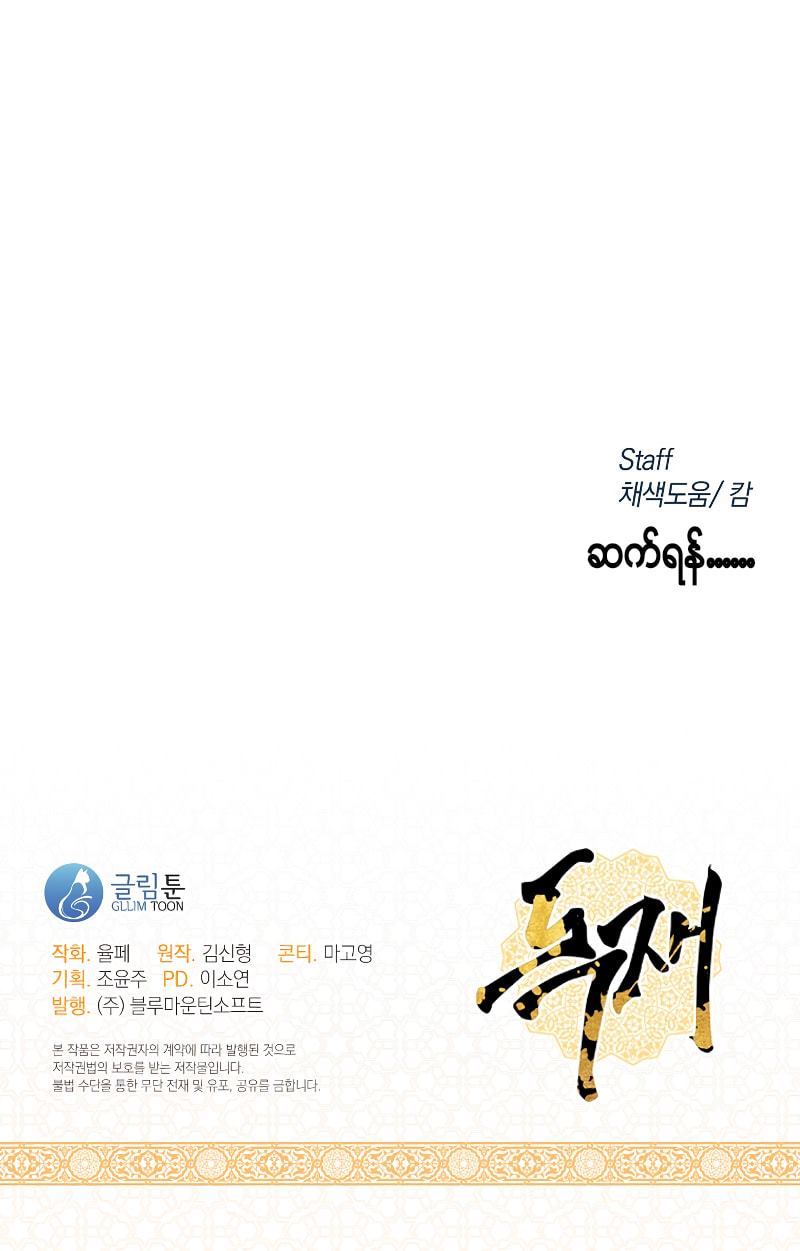 Staff
채색도움/ 캄
ဆက်ရန်.......
글림툰
GLLIM TOON
작화. 율페 원작. 김신형 콘티. 마고영
기획. 조윤주 PD. 이소연
발행. (주) 블루마운틴소프트
본 작품은 저작권자의 계약에 따라 발행된 것으로
저작권법의 보호를 받는 저작물입니다.
불법 수단을 통한 무단 전재 및 유포, 공유를 금합니다.
독재